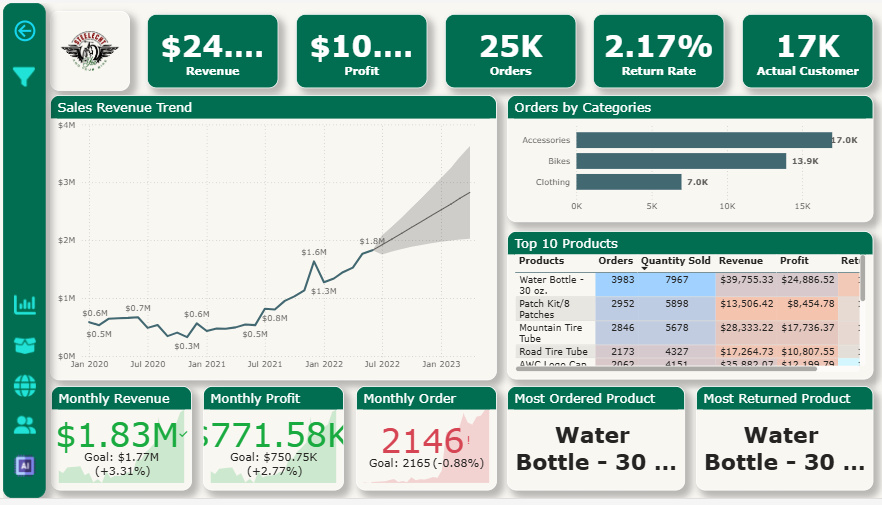 $24.... Revenue
$10.... Profit
25K Orders
2.17% Return Rate
17K Actual Customer
Sales Revenue Trend
$4M
$3M
$2M
$1M
$0M
$0.6M
$0.5M
$0.7M
$0.3M
$0.6M
$0.5M
$0.8M
$1.6M
$1.3M
$1.8M
Jan 2020 Jul 2020 Jan 2021 Jul 2021 Jan 2022 Jul 2022 Jan 2023
Orders by Categories
Accessories 17.0K
Bikes 13.9K
Clothing 7.0K
0K 5K 10K 15K
Top 10 Products
Products Orders Quantity Sold Revenue Profit Ret
Water Bottle - 30 oz. 3983 7967 $39,755.33 $24,886.52
Patch Kit/8 Patches 2952 5898 $13,506.42 $8,454.78
Mountain Tire Tube 2846 5678 $28,333.22 $17,736.37
Road Tire Tube 2173 4327 $17,264.73 $10,807.55
AWC Logo Cap 2062 4151 $35,882.07 $12,199.79
Monthly Revenue
$1.83M
Goal: $1.77M
(+3.31%)
Monthly Profit
$771.58K
Goal: $750.75K
(+2.77%)
Monthly Order
2146!
Goal: 2165 (-0.88%)
Most Ordered Product
Water
Bottle - 30 ...
Most Returned Product
Water
Bottle - 30 ...
AI